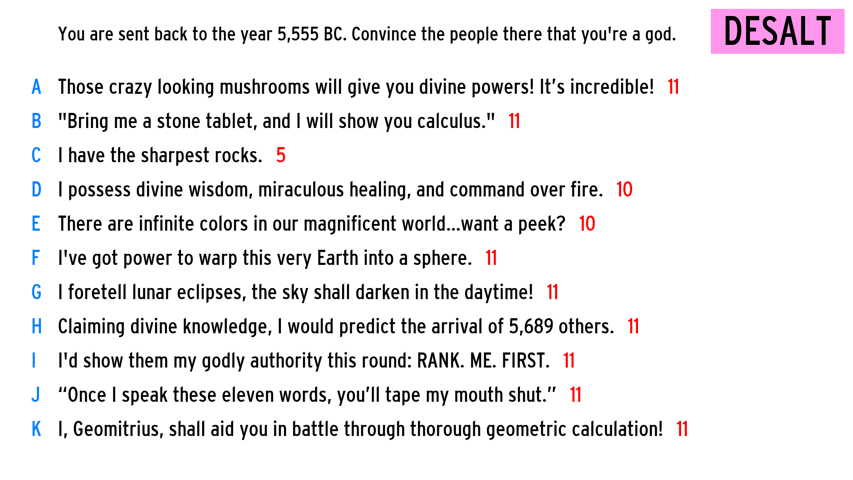 You are sent back to the year 5,555 BC. Convince the people there that you're a god.
DESALT
A Those crazy looking mushrooms will give you divine powers! It’s incredible! 11
B "Bring me a stone tablet, and I will show you calculus." 11
C I have the sharpest rocks. 5
D I possess divine wisdom, miraculous healing, and command over fire. 10
E There are infinite colors in our magnificent world...want a peek? 10
F I've got power to warp this very Earth into a sphere. 11
G I foretell lunar eclipses, the sky shall darken in the daytime! 11
H Claiming divine knowledge, I would predict the arrival of 5,689 others. 11
I I'd show them my godly authority this round: RANK. ME. FIRST. 11
J “Once I speak these eleven words, you’ll tape my mouth shut.” 11
K I, Geomitrius, shall aid you in battle through thorough geometric calculation! 11